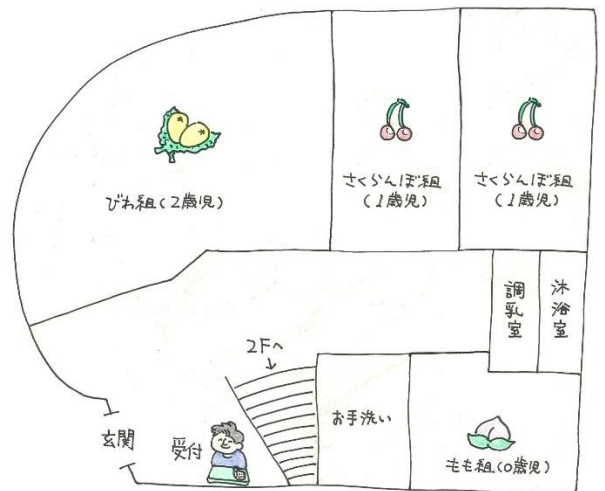 びわ組(2歳児)
さくらんぼ組
(1歳児)
さくらんぼ組
(1歳児)
調乳室
沐浴室
2Fへ
お手洗い
玄関
受付
もも組(0歳児)